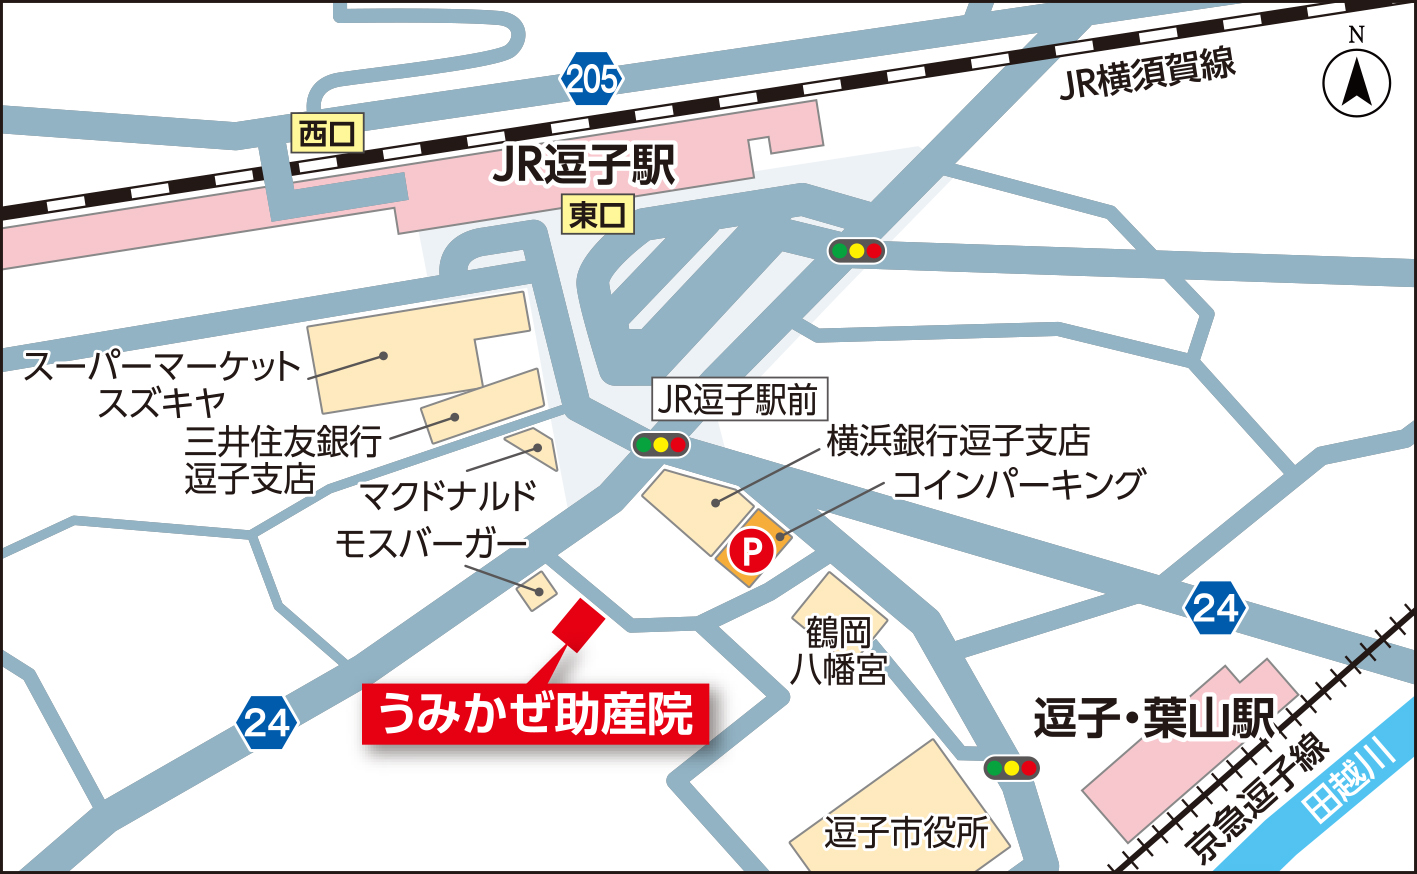 N
205
JR横須賀線
西口
JR逗子駅
東口
スーパーマーケット
スズキヤ
JR逗子駅前
三井住友銀行
逗子支店
横浜銀行逗子支店
マクドナルド
コインパーキング
モスバーガー
P
24
鶴岡
八幡宮
うみかぜ助産院
24
逗子・葉山駅
京急逗子線
田越川
逗子市役所